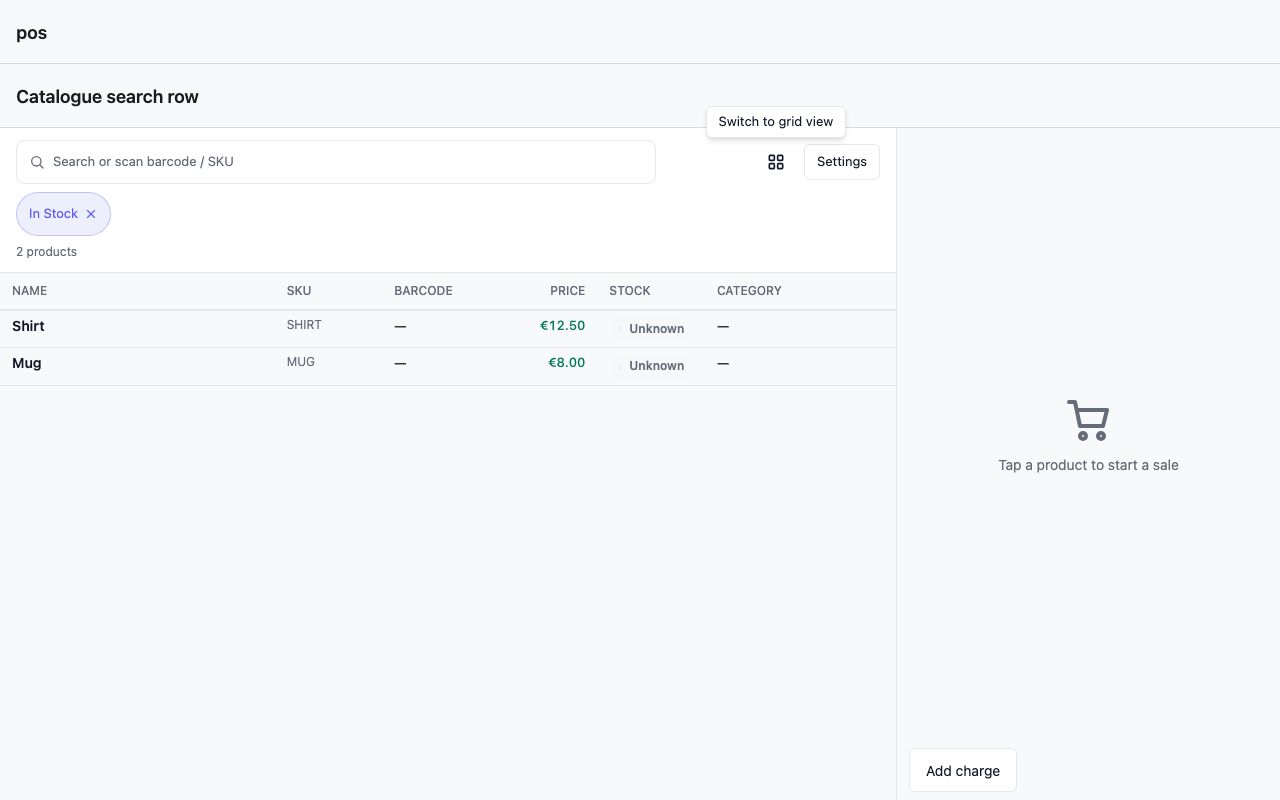 pos
Catalogue search row
Switch to grid view
Search or scan barcode / SKU
Settings
In Stock
2 products
NAME SKU BARCODE PRICE STOCK CATEGORY
Shirt SHIRT — €12.50 Unknown —
Mug MUG — €8.00 Unknown —
Tap a product to start a sale
Add charge